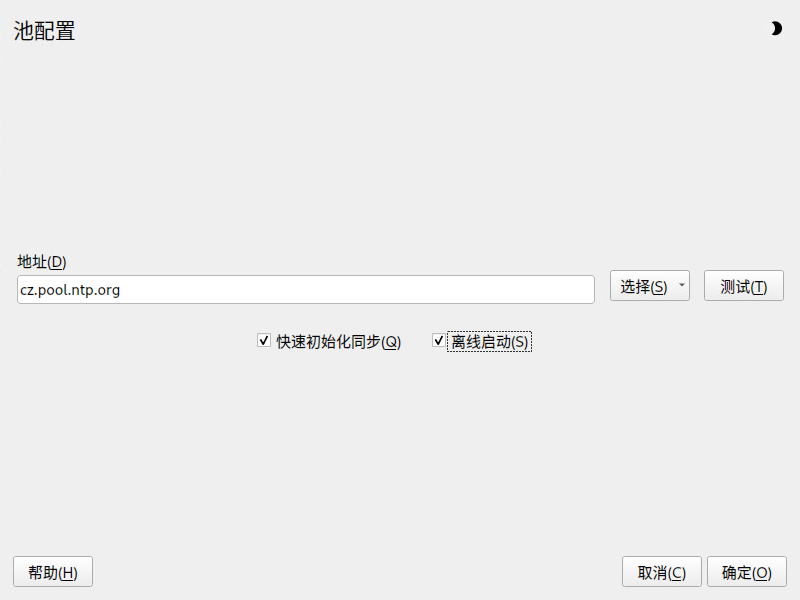 池配置
地址(D)
cz.pool.ntp.org
选择(S)
测试(T)
快速初始化同步(Q)
离线启动(S)
帮助(H)
取消(C)
确定(O)